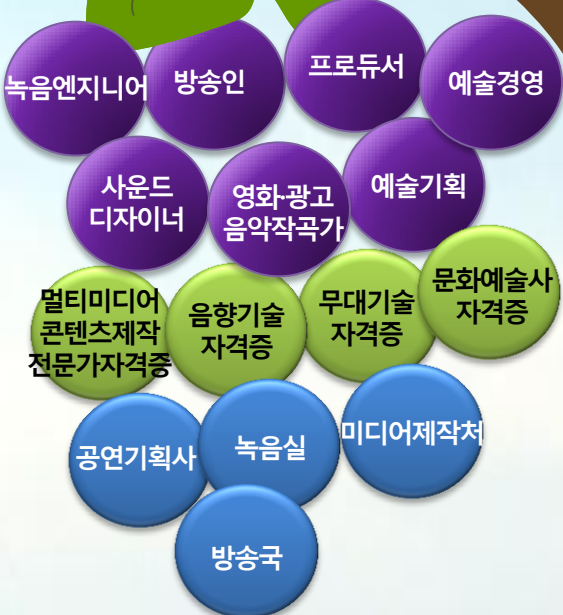 녹음엔지니어
방송인
프로듀서
예술경영
사운드
디자이너
영화·광고
음악작곡가
예술기획
멀티미디어
콘텐츠제작
전문가자격증
음향기술
자격증
무대기술
자격증
문화예술사
자격증
공연기획사
녹음실
미디어제작처
방송국